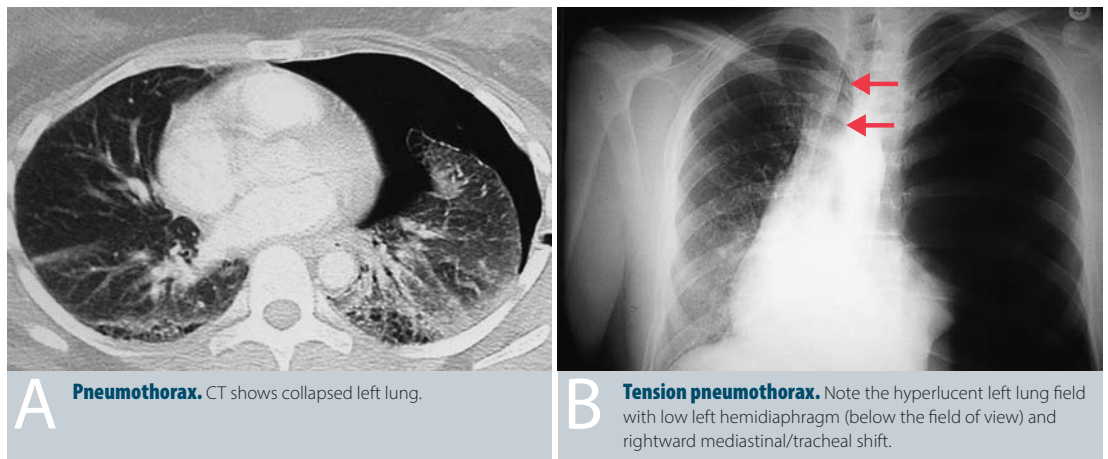 A
Pneumothorax. CT shows collapsed left lung.
B
Tension pneumothorax. Note the hyperlucent left lung field
with low left hemidiaphragm (below the field of view) and
rightward mediastinal/tracheal shift.